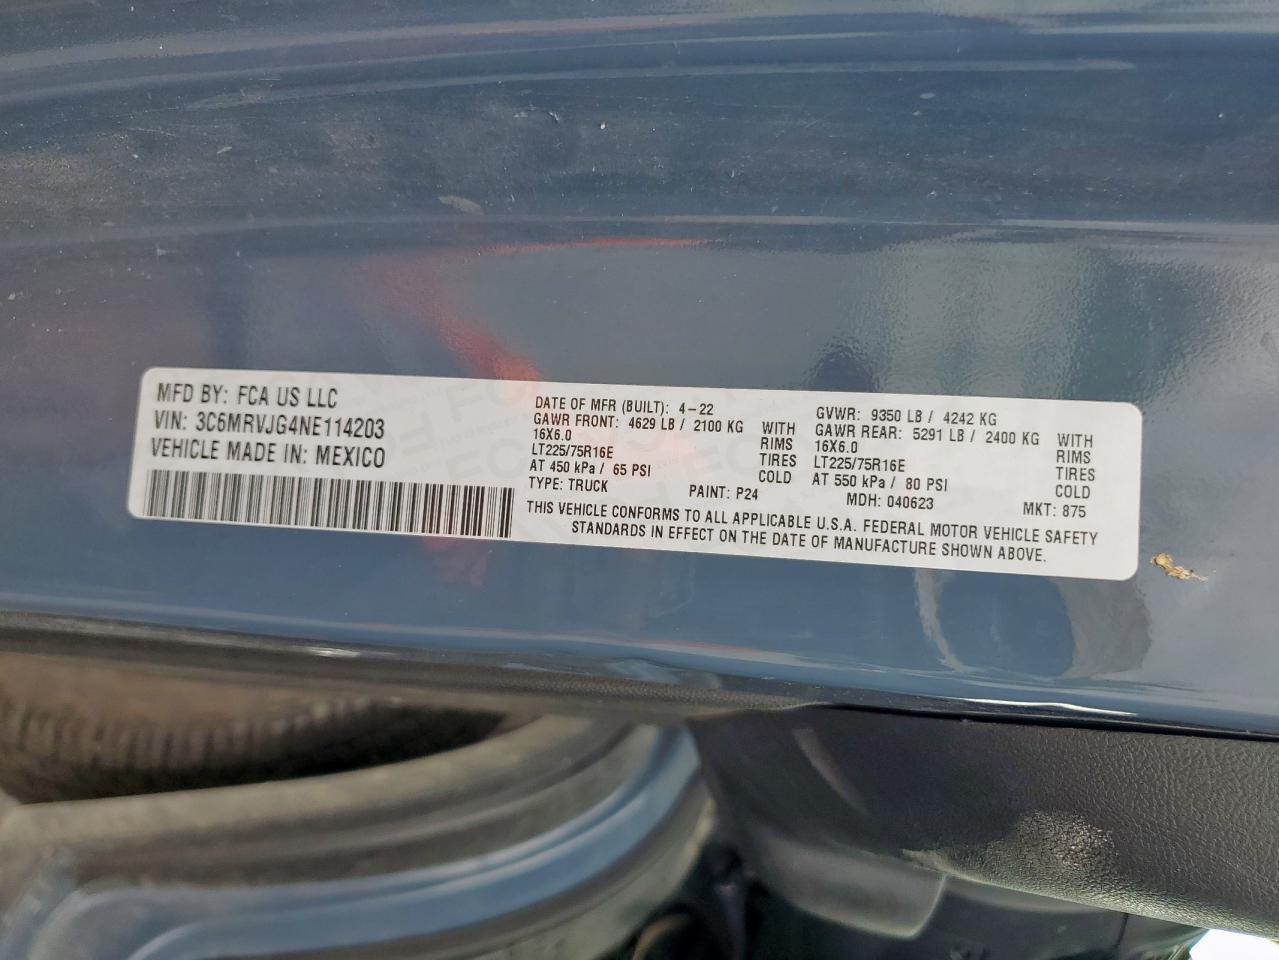 MFD BY: FCA US LLC
VIN: 3C6MRVJG4NE114203
VEHICLE MADE IN: MEXICO
DATE OF MFR (BUILT): 4-22
GAWR FRONT: 4629 LB / 2100 KG WITH
16X6.0 RIMS
LT225/75R16E TIRES
AT 450 kPa / 65 PSI COLD
TYPE: TRUCK PAINT: P24
GVWR: 9350 LB / 4242 KG
GAWR REAR: 5291 LB / 2400 KG WITH
16X6.0 RIMS
LT225/75R16E TIRES
AT 550 kPa / 80 PSI COLD
MDH: 040623 MKT: 875
THIS VEHICLE CONFORMS TO ALL APPLICABLE U.S.A. FEDERAL MOTOR VEHICLE SAFETY
STANDARDS IN EFFECT ON THE DATE OF MANUFACTURE SHOWN ABOVE.